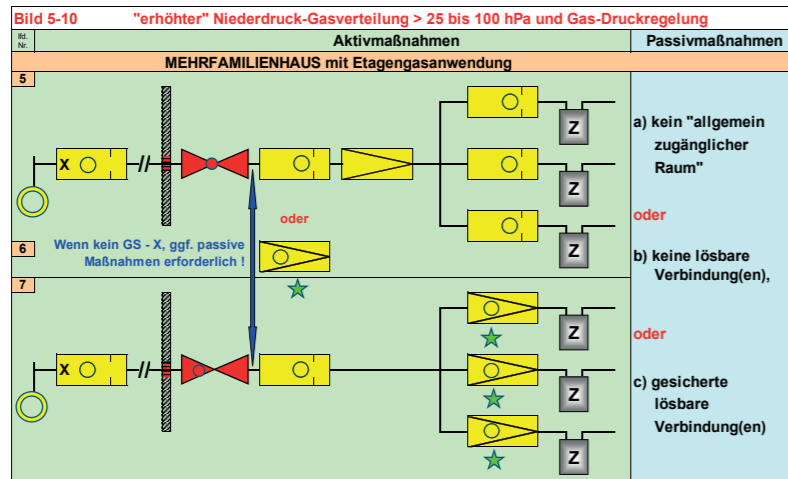 Bild 5-10 "erhöhter" Niederdruck-Gasverteilung > 25 bis 100 hPa und Gas-Druckregelung
lfd.
Nr.
Aktivmaßnahmen
Passivmaßnahmen
MEHRFAMILIENHAUS mit Etagengasanwendung
5
X
//
Z
Z
Z
oder
6
Wenn kein GS - X, ggf. passive
Maßnahmen erforderlich !
7
X
//
Z
Z
Z
a) kein "allgemein
zugänglicher
Raum"
oder
b) keine lösbare
Verbindung(en),
oder
c) gesicherte
lösbare
Verbindung(en)